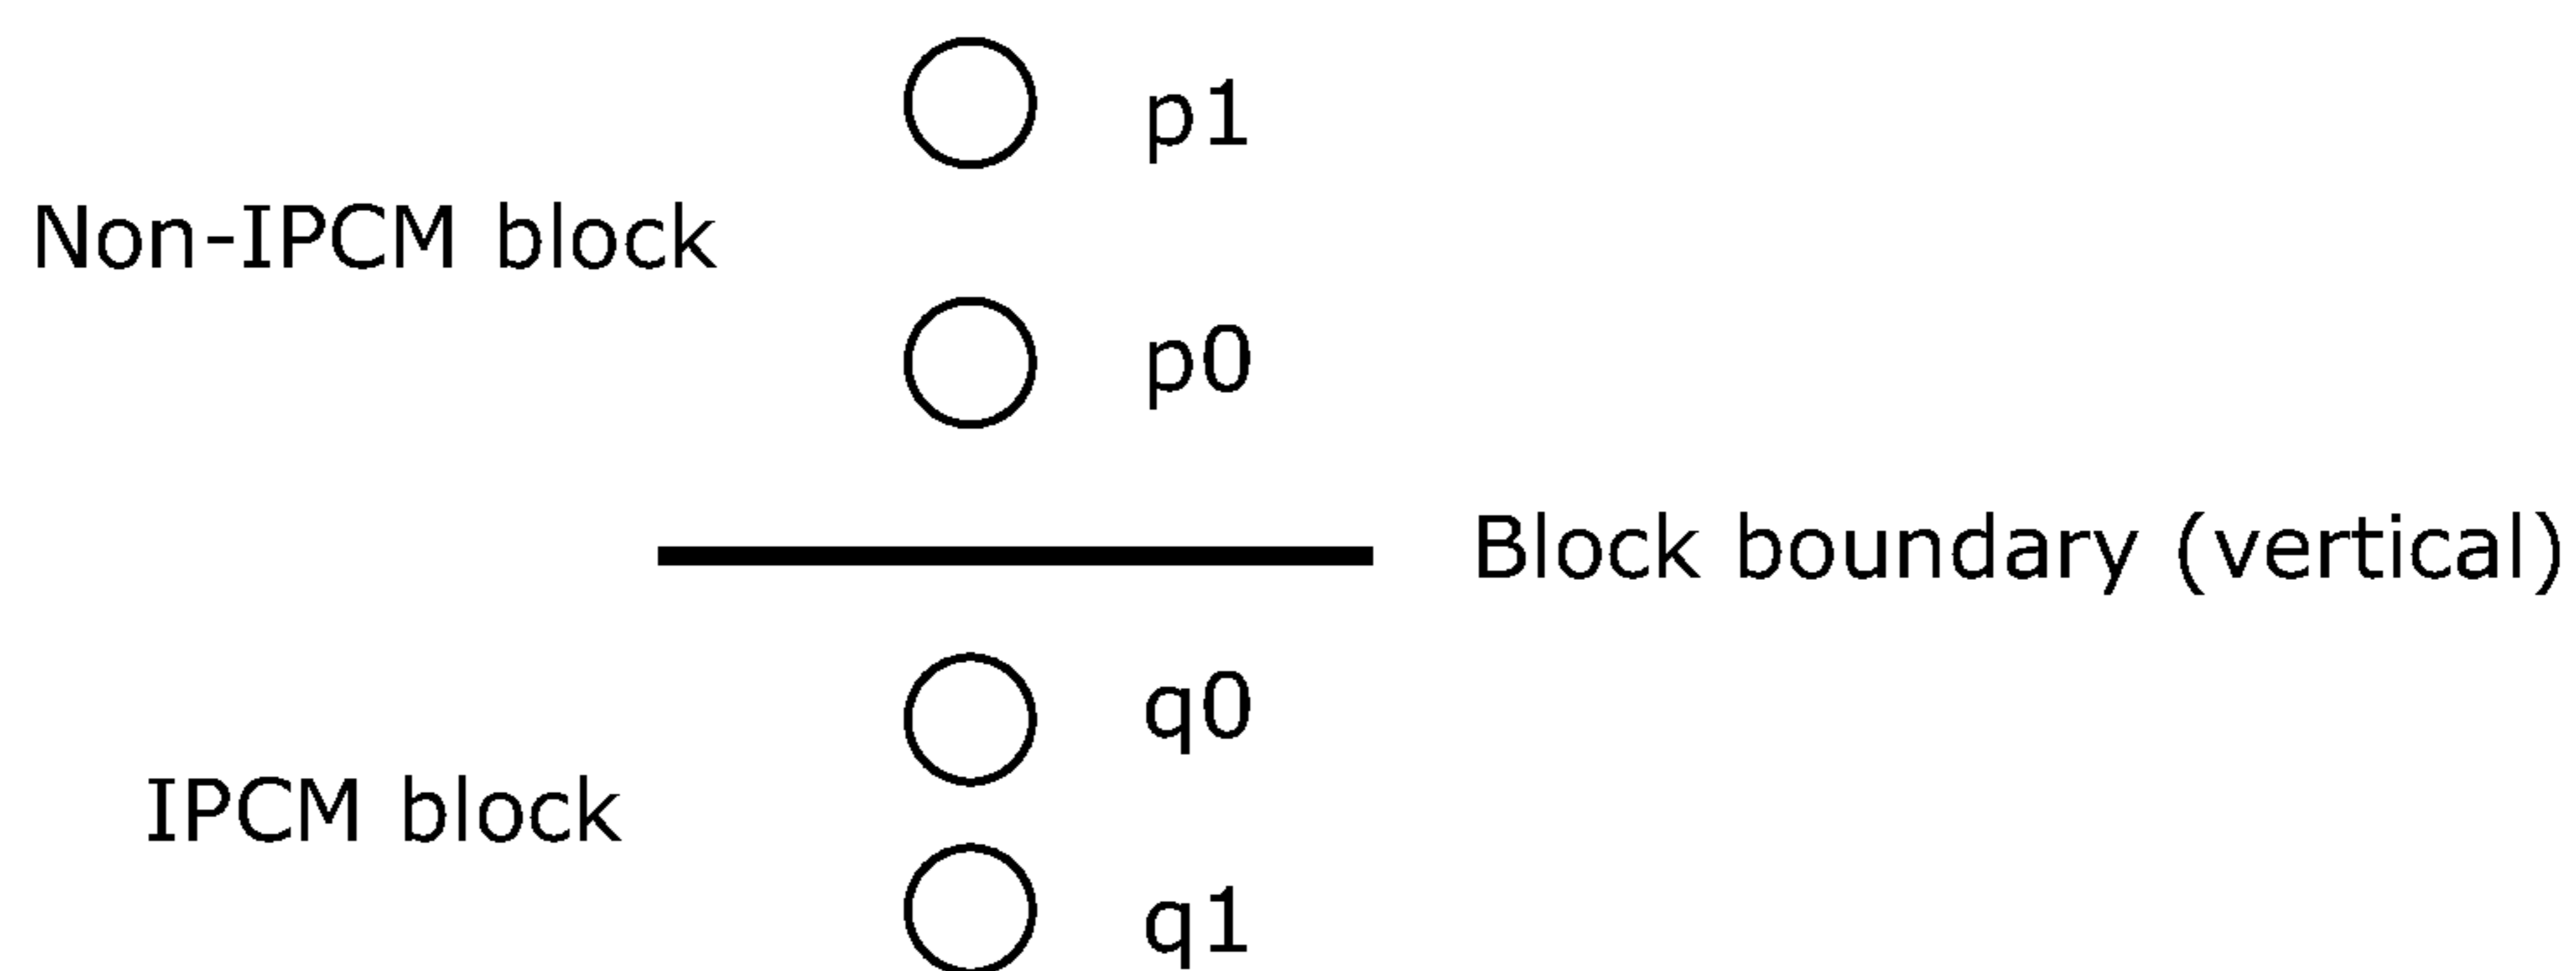 p1
Non-IPCM block
p0
Block boundary (vertical)
q0
IPCM block
q1